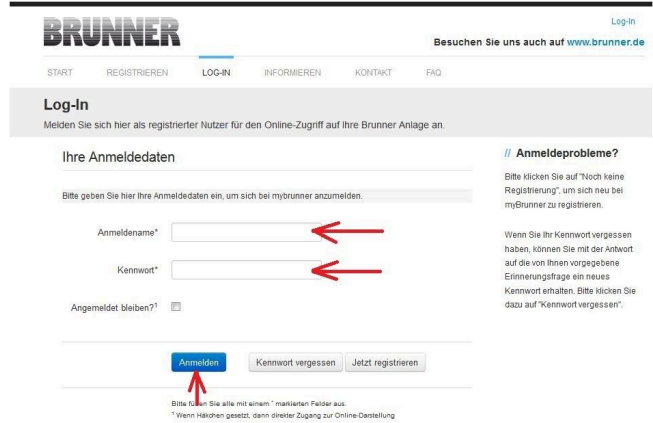 BRUNNER
Log-In
Besuchen Sie uns auch auf www.brunner.de
START REGISTRIEREN LOG-IN INFORMIEREN KONTAKT FAQ
Log-In
Melden Sie sich hier als registrierter Nutzer für den Online-Zugriff auf Ihre Brunner Anlage an.
Ihre Anmeldedaten
Bitte geben Sie hier Ihre Anmeldedaten ein, um sich bei mybrunner anzumelden.
Anmeldename*
Kennwort*
Angemeldet bleiben?¹
Anmelden Kennwort vergessen Jetzt registrieren
Bitte füllen Sie alle mit einem * markierten Felder aus.
¹ Wenn Häkchen gesetzt, dann direkter Zugang zur Online-Darstellung
// Anmeldeprobleme?
Bitte klicken Sie auf "Noch keine
Registrierung", um sich neu bei
myBrunner zu registrieren.
Wenn Sie Ihr Kennwort vergessen
haben, können Sie mit der Antwort
auf die von Ihnen vorgegebene
Erinnerungsfrage ein neues
Kennwort erhalten. Bitte klicken Sie
dazu auf "Kennwort vergessen".